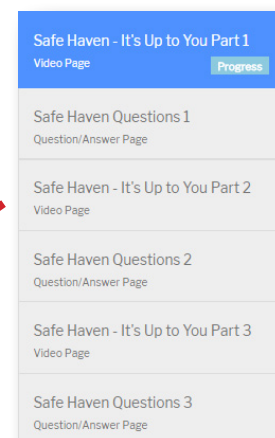 Safe Haven - It's Up to You Part 1
Video Page
Progress
Safe Haven Questions 1
Question/Answer Page
Safe Haven - It's Up to You Part 2
Video Page
Safe Haven Questions 2
Question/Answer Page
Safe Haven - It's Up to You Part 3
Video Page
Safe Haven Questions 3
Question/Answer Page